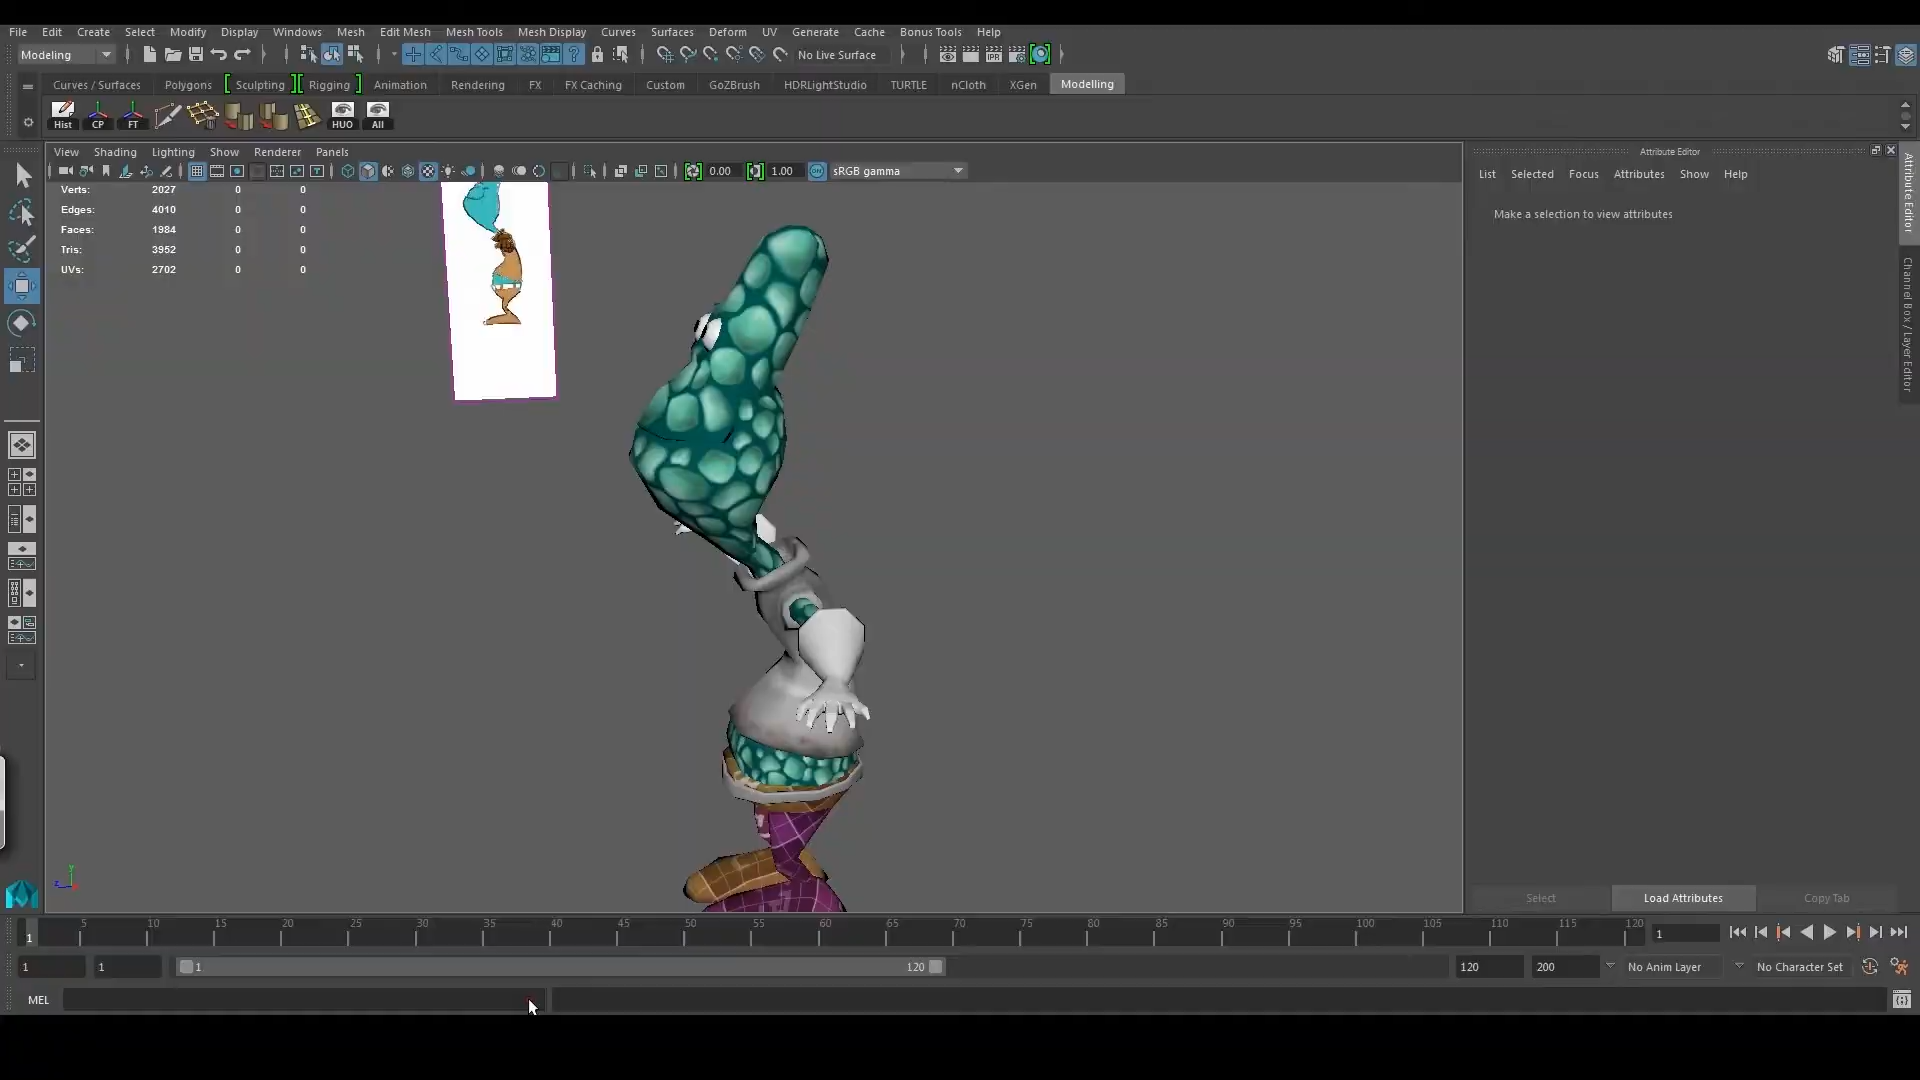 File Edit Create Select Modify Display Windows Mesh Edit Mesh Mesh Tools Mesh Display Curves Surfaces Deform UV Generate Cache Bonus Tools Help
Modeling No Live Surface
Curves / Surfaces Polygons Sculpting Rigging Animation Rendering FX FX Caching Custom GoZBrush HDRLightStudio TURTLE nCloth XGen Modelling
Hist CP FT HUO All
Attribute Editor
View Shading Lighting Show Renderer Panels
0.00 1.00 sRGB gamma
List Selected Focus Attributes Show Help
Make a selection to view attributes
Verts: 2027 0 0
Edges: 4010 0 0
Faces: 1984 0 0
Tris: 3952 0 0
UVs: 2702 0 0
Attribute Editor
Channel Box / Layer Editor
Select Load Attributes Copy Tab
1 5 10 15 20 25 30 35 40 45 50 55 60 65 70 75 80 85 90 95 100 105 110 115 120 1
1 1 1 120 120 200 No Anim Layer No Character Set
MEL